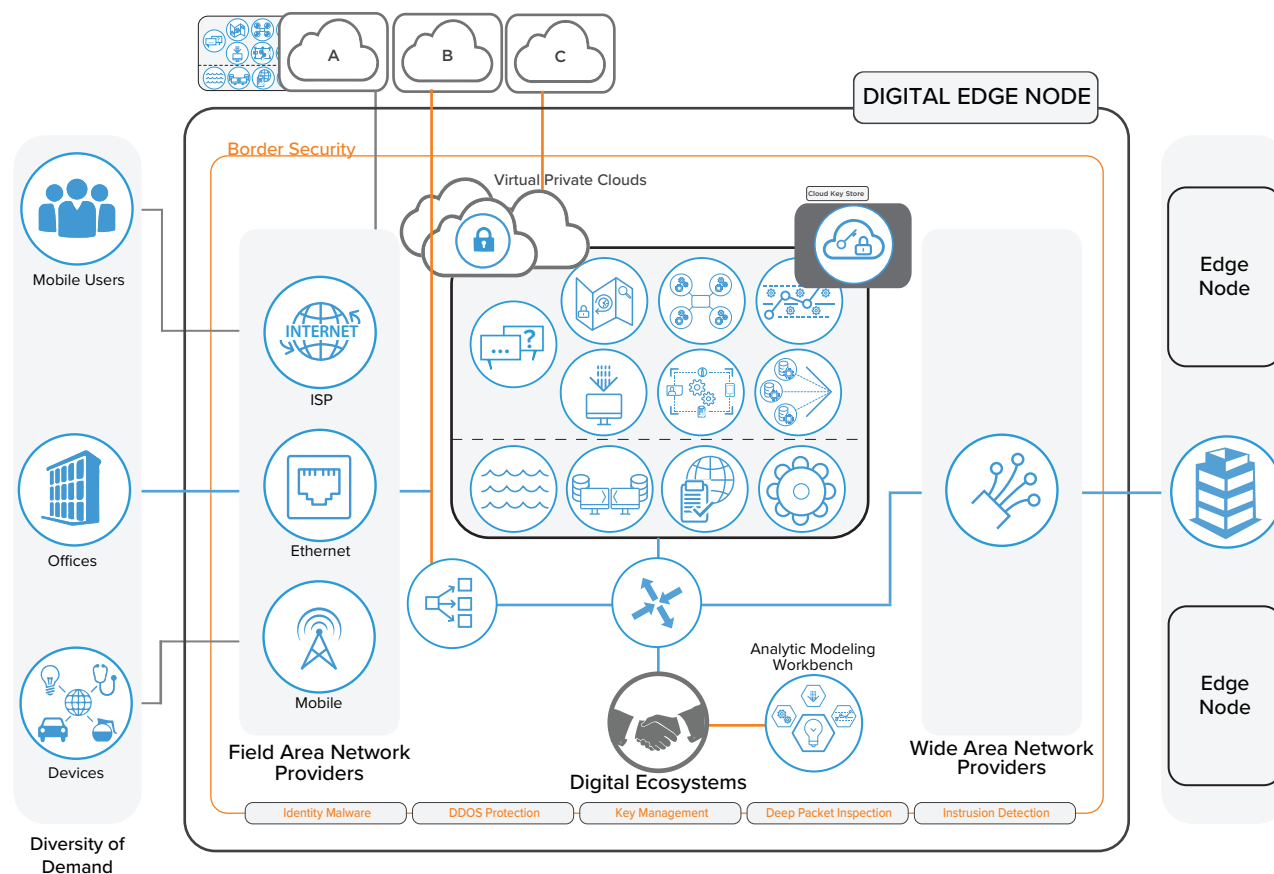 A
B
C
DIGITAL EDGE NODE
Border Security
Virtual Private Clouds
Cloud Key Store
Mobile Users
INTERNET
ISP
?
...
Edge
Node
Offices
Ethernet
Mobile
Devices
Analytic Modeling
Workbench
Edge
Node
Field Area Network
Providers
Digital Ecosystems
Wide Area Network
Providers
Identity Malware
DDOS Protection
Key Management
Deep Packet Inspection
Instrusion Detection
Diversity of
Demand